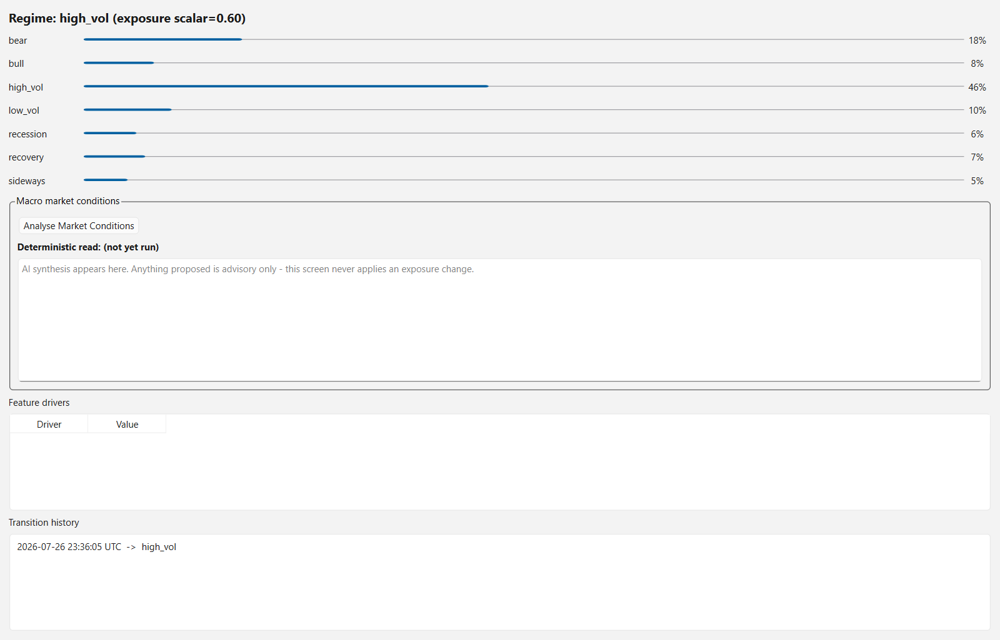 Regime: high_vol (exposure scalar=0.60)
bear 18%
bull 8%
high_vol 46%
low_vol 10%
recession 6%
recovery 7%
sideways 5%
Macro market conditions
Analyse Market Conditions
Deterministic read: (not yet run)
AI synthesis appears here. Anything proposed is advisory only - this screen never applies an exposure change.
Feature drivers
Driver Value
Transition history
2026-07-26 23:36:05 UTC -> high_vol